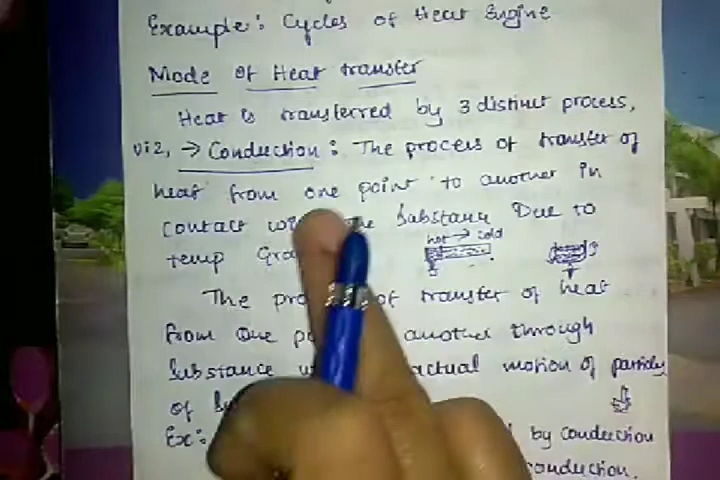 Example: Cycles of Heat Engine
Mode of Heat transfer
Heat is transferred by 3 distinct process,
viz, → Conduction: The process of transfer of
heat from one point to another in
contact the Substance Due to
hot → cold
temp
The of transfer of heat
from One another through
Substance actual motion of particles
of
Ex: by conduction
conduction.